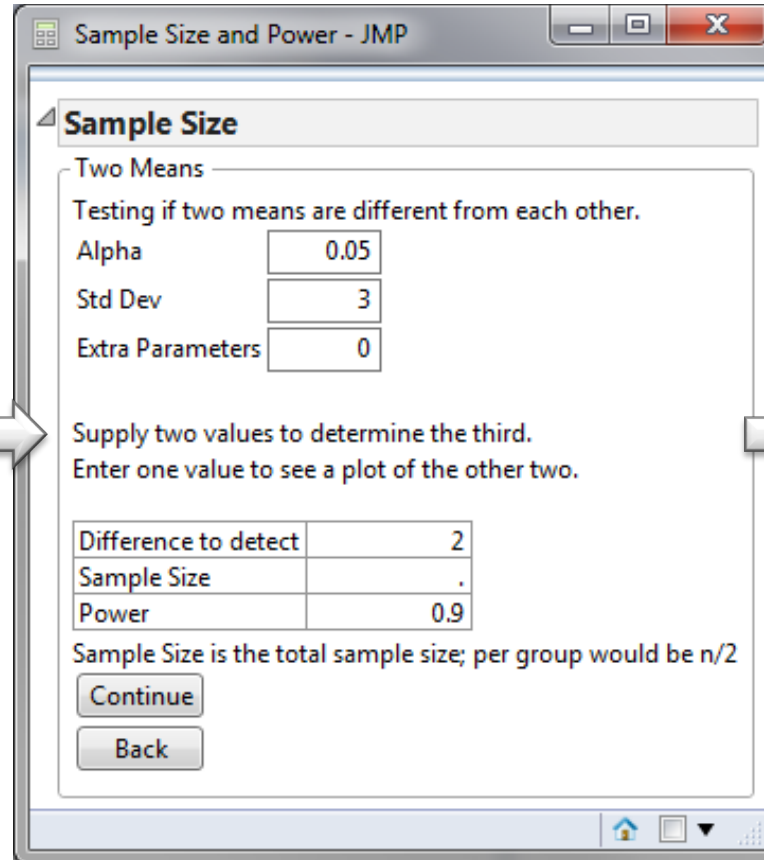 Sample Size and Power - JMP
Sample Size
Two Means
Testing if two means are different from each other.
Alpha 0.05
Std Dev 3
Extra Parameters 0
Supply two values to determine the third.
Enter one value to see a plot of the other two.
Difference to detect 2
Sample Size .
Power 0.9
Sample Size is the total sample size; per group would be n/2
Continue
Back